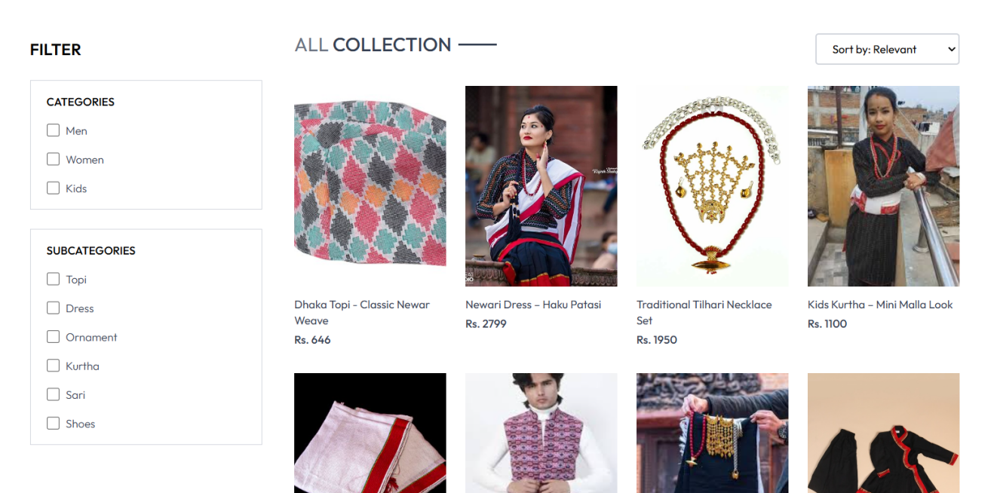 FILTER
CATEGORIES
Men
Women
Kids
SUBCATEGORIES
Topi
Dress
Ornament
Kurtha
Sari
Shoes
ALL COLLECTION
Sort by: Relevant
Dhaka Topi - Classic Newar
Weave
Rs. 646
Newari Dress – Haku Patasi
Rs. 2799
Traditional Tilhari Necklace
Set
Rs. 1950
Kids Kurtha – Mini Malla Look
Rs. 1100